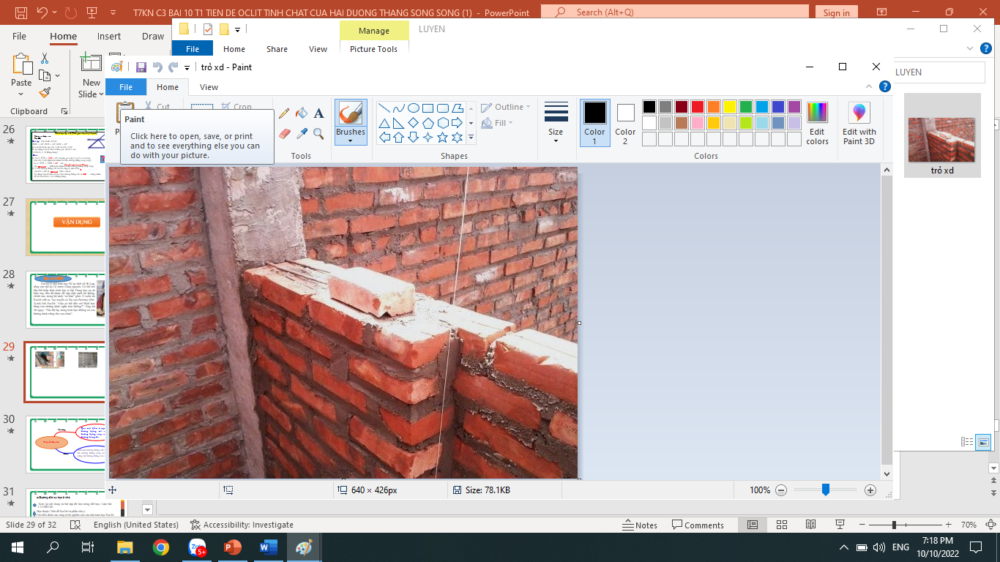 T7KN C3 BAI 10 T1 TIEN DE OCLIT TINH CHAT CUA HAI DUONG THANG SONG SONG (1) - PowerPoint
Search (Alt+Q)
Sign in
File Home Insert Draw
Manage
LUYEN
File Home Share View Picture Tools
Paste
New
Slide
Clipboard
trỏ xd - Paint
LUYEN
File Home View
Cut
Crop
Paint
Click here to open, save, or print
and to see everything else you can
do with your picture.
Tools
Brushes
Outline
Fill
Shapes
Size
Color
1
Color
2
Colors
Edit
colors
Edit with
Paint 3D
trỏ xd
26
27
VẬN DỤNG
28
29
30
31
640 × 426px
Size: 78.1KB
100%
Slide 29 of 32
English (United States)
Accessibility: Investigate
Notes
Comments
70%
5+
ENG
7:18 PM
10/10/2022